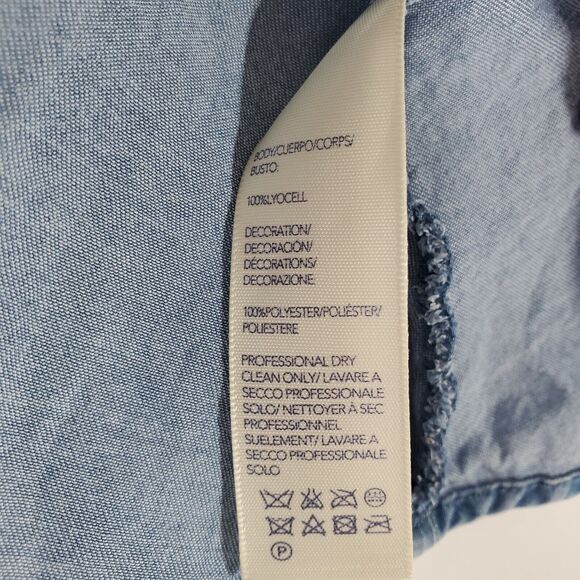 BODY/CUERPO/CORPS/
BUSTO:
100%LYOCELL
DECORATION/
DECORACIÓN/
DÉCORATIONS/
DECORAZIONE:
100%POLYESTER/POLIÉSTER/
POLIESTERE
PROFESSIONAL DRY
CLEAN ONLY/ LAVARE A
SECCO PROFESSIONALE
SOLO/ NETTOYER À SEC
PROFESSIONNEL
SUELEMENT/ LAVARE A
SECCO PROFESSIONALE
SOLO
P